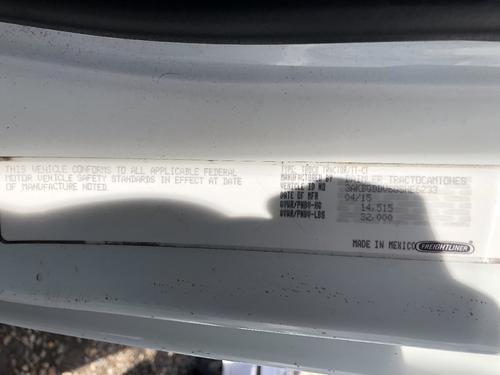 THIS VEHICLE CONFORMS TO ALL APPLICABLE FEDERAL
MOTOR VEHICLE SAFETY STANDARDS IN EFFECT AT DATE
OF MANUFACTURE NOTED.
MANUFACTURED BY DAIMLER TRACTOCAMIONES
VEHICLE ID NO
DATE OF MFR 04/15
GVWR/PNBV-KG 14,515
GVWR/PNBV-LBS 32,000
MADE IN MEXICO FREIGHTLINER